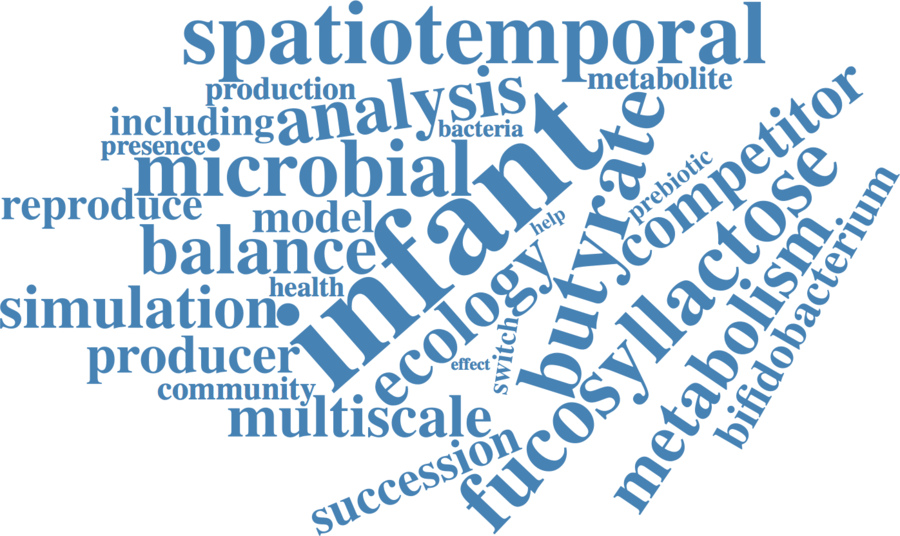 spatiotemporal
metabolite
production
analysis
including
bacteria
presence
microbial
infant
butyrate
competitor
prebiotic
reproduce
model
help
balance
health
ecology
fucosyllactose
metabolism
bifidobacterium
simulation
switch
producer
effect
community
multiscale
succession